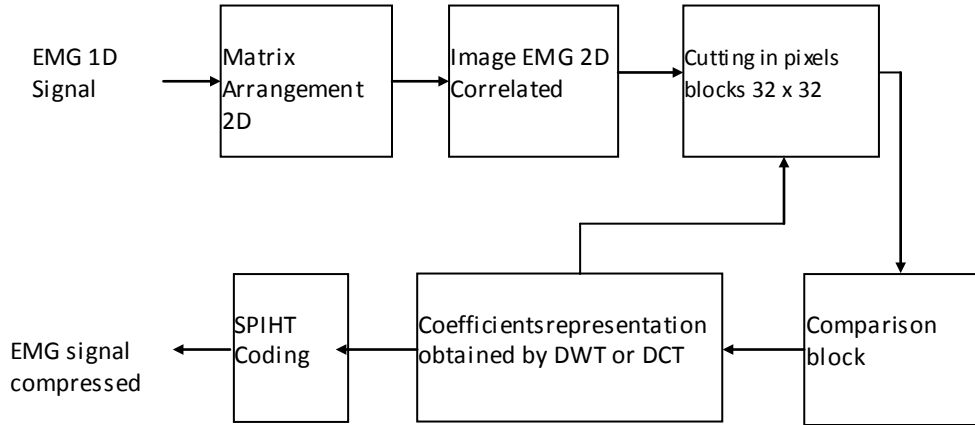 EMG 1D
Signal
Matrix
Arrangement
2D
Image EMG 2D
Correlated
Cutting in pixels
blocks 32 x 32
EMG signal
compressed
SPIHT
Coding
Coefficientsrepresentation
obtained by DWT or DCT
Comparison
block